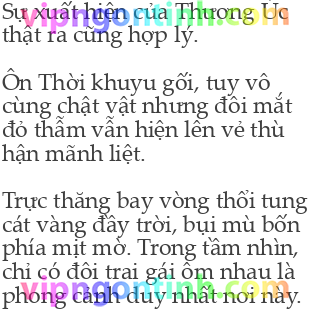 Sự xuất hiện của Thương Úc
thật ra cũng hợp lý.
Ôn Thời khuyu gối, tuy vô
cùng chật vật nhưng đôi mắt
đỏ thẫm vẫn hiện lên vẻ thù
hận mãnh liệt.
Trực thăng bay vòng thổi tung
cát vàng đầy trời, bụi mù bốn
phía mịt mờ. Trong tầm nhìn,
chỉ có đôi trai gái ôm nhau là
phong cảnh duy nhất nơi này.
vipngontinh.com
vipngontinh.com